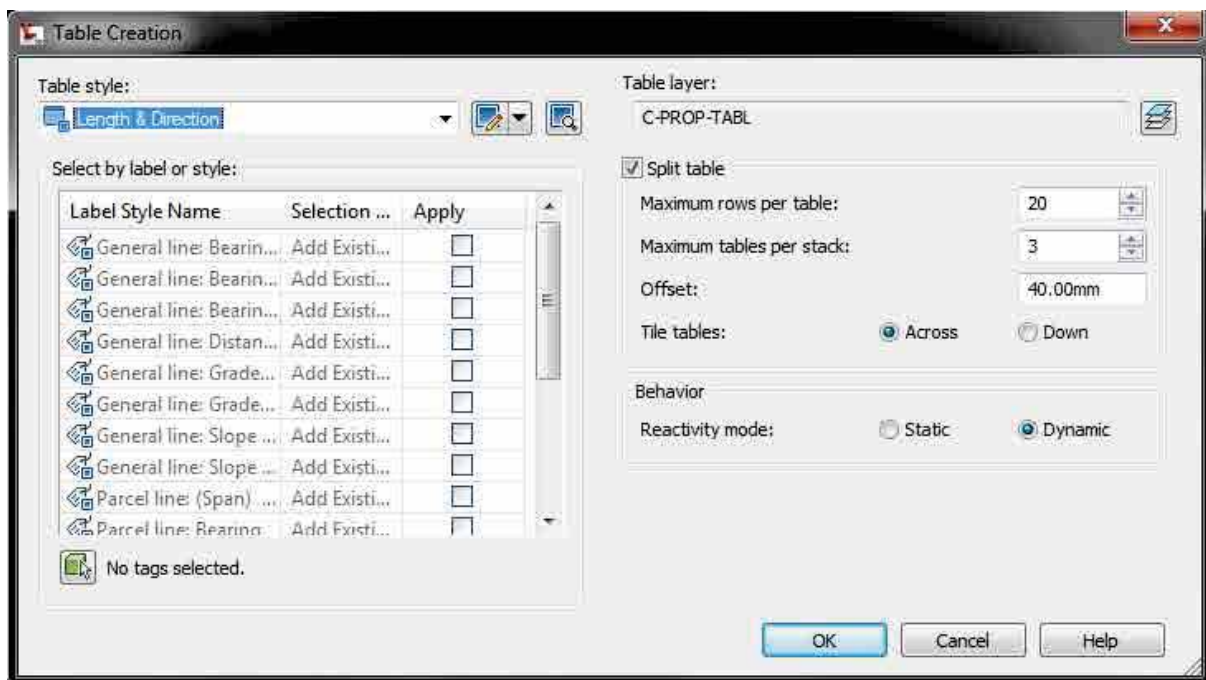 Table Creation
Table style:
Length & Direction
Select by label or style:
Label Style Name Selection ... Apply
General line: Bearin... Add Existi...
General line: Bearin... Add Existi...
General line: Bearin... Add Existi...
General line: Distan... Add Existi...
General line: Grade... Add Existi...
General line: Grade... Add Existi...
General line: Slope ... Add Existi...
General line: Slope ... Add Existi...
Parcel line: (Span) ... Add Existi...
Parcel line: Bearing Add Existi...
No tags selected.
Table layer:
C-PROP-TABL
Split table
Maximum rows per table: 20
Maximum tables per stack: 3
Offset: 40.00mm
Tile tables: Across Down
Behavior
Reactivity mode: Static Dynamic
OK Cancel Help